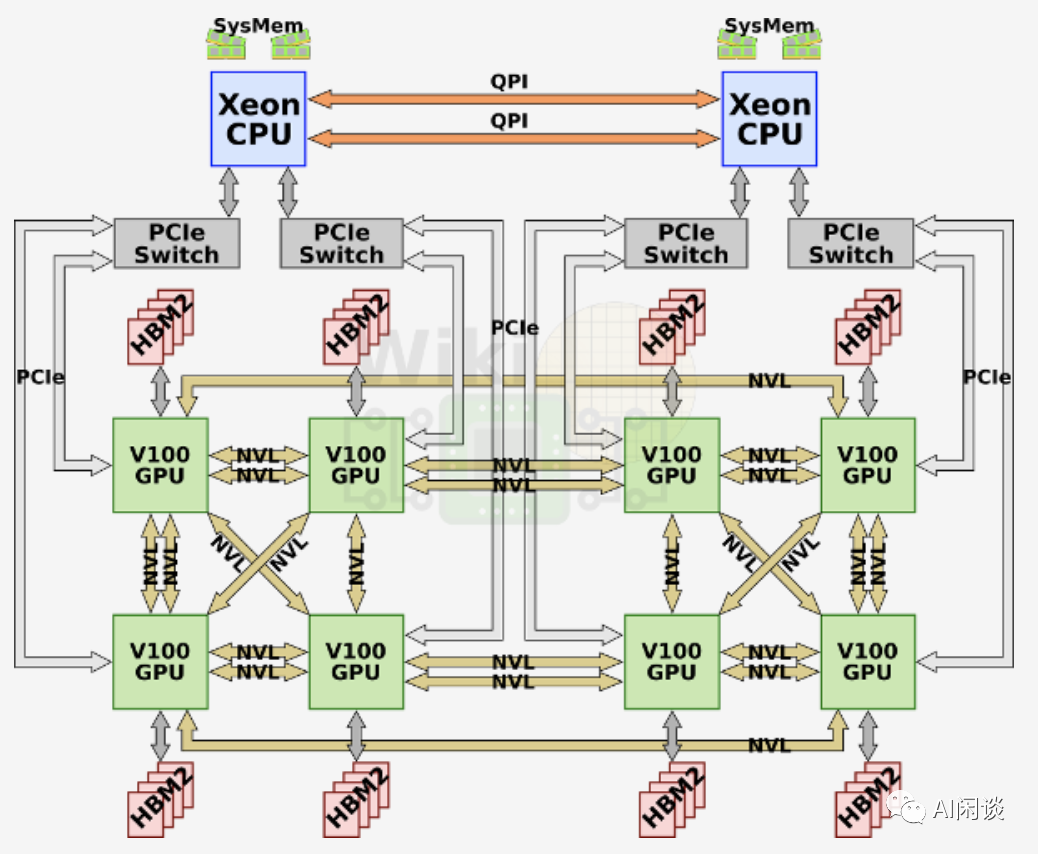 SysMem
SysMem
Xeon
CPU
QPI
QPI
Xeon
CPU
PCIe
Switch
PCIe
Switch
PCIe
Switch
PCIe
Switch
HBM2
HBM2
PCIe
HBM2
HBM2
Wiki
PCIe
PCIe
NVL
V100
GPU
NVL
NVL
V100
GPU
NVL
NVL
V100
GPU
NVL
NVL
V100
GPU
NVL
NVL
NVL
NVL
NVL
NVL
NVL
NVL
NVL
NVL
V100
GPU
NVL
NVL
V100
GPU
NVL
NVL
V100
GPU
NVL
NVL
V100
GPU
NVL
HBM2
HBM2
HBM2
HBM2
AI闲谈